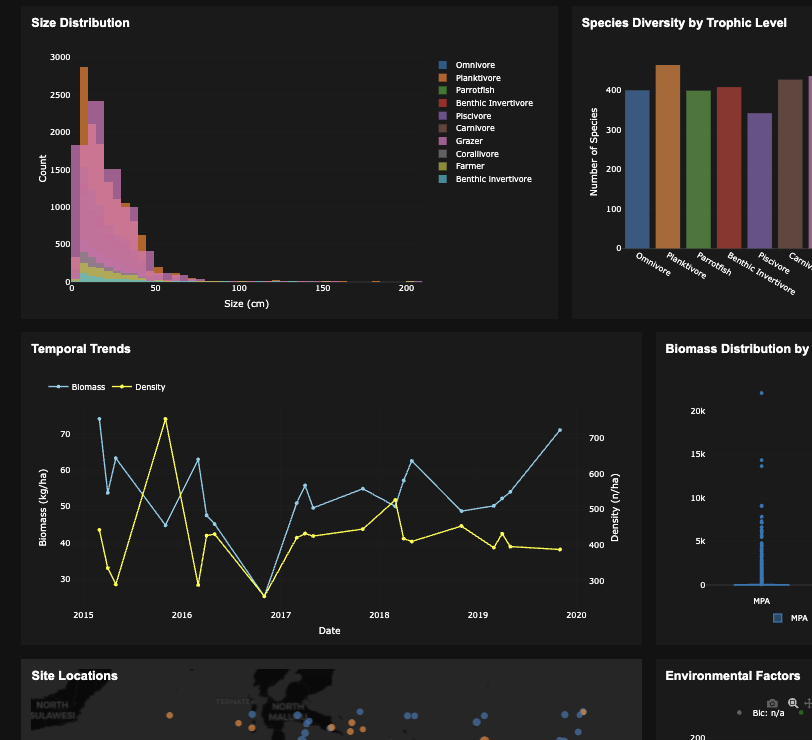 Size Distribution
3000
2500
2000
1500
1000
500
0
Count
0
50
100
150
200
Size (cm)
Omnivore
Planktivore
Parrotfish
Benthic Invertivore
Piscivore
Carnivore
Grazer
Corallivore
Farmer
Benthic Invertivore
Species Diversity by Trophic Level
400
300
200
100
0
Number of Species
Omnivore
Planktivore
Parrotfish
Benthic Invertivore
Piscivore
Carniv
Temporal Trends
Biomass
Density
70
60
50
40
30
Biomass (kg/ha)
700
600
500
400
300
Density (n/ha)
2015
2016
2017
2018
2019
2020
Date
Biomass Distribution by
20k
15k
10k
5k
0
MPA
MPA
Site Locations
NORTH
SULAWESI
TERNATE
NORTH
MAL
Environmental Factors
Bic: n/a
200